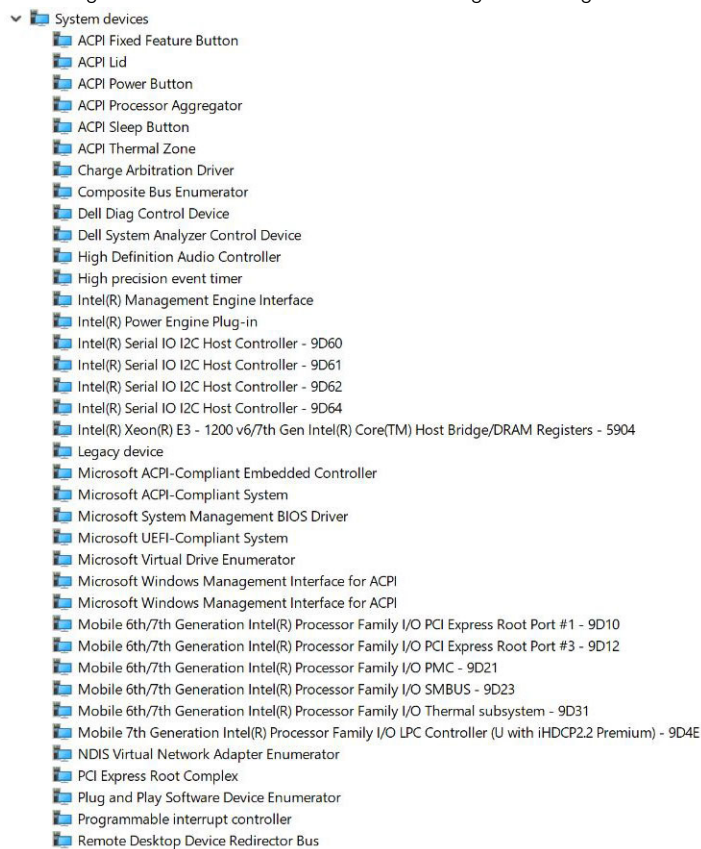 System devices
ACPI Fixed Feature Button
ACPI Lid
ACPI Power Button
ACPI Processor Aggregator
ACPI Sleep Button
ACPI Thermal Zone
Charge Arbitration Driver
Composite Bus Enumerator
Dell Diag Control Device
Dell System Analyzer Control Device
High Definition Audio Controller
High precision event timer
Intel(R) Management Engine Interface
Intel(R) Power Engine Plug-in
Intel(R) Serial IO I2C Host Controller - 9D60
Intel(R) Serial IO I2C Host Controller - 9D61
Intel(R) Serial IO I2C Host Controller - 9D62
Intel(R) Serial IO I2C Host Controller - 9D64
Intel(R) Xeon(R) E3 - 1200 v6/7th Gen Intel(R) Core(TM) Host Bridge/DRAM Registers - 5904
Legacy device
Microsoft ACPI-Compliant Embedded Controller
Microsoft ACPI-Compliant System
Microsoft System Management BIOS Driver
Microsoft UEFI-Compliant System
Microsoft Virtual Drive Enumerator
Microsoft Windows Management Interface for ACPI
Microsoft Windows Management Interface for ACPI
Mobile 6th/7th Generation Intel(R) Processor Family I/O PCI Express Root Port #1 - 9D10
Mobile 6th/7th Generation Intel(R) Processor Family I/O PCI Express Root Port #3 - 9D12
Mobile 6th/7th Generation Intel(R) Processor Family I/O PMC - 9D21
Mobile 6th/7th Generation Intel(R) Processor Family I/O SMBUS - 9D23
Mobile 6th/7th Generation Intel(R) Processor Family I/O Thermal subsystem - 9D31
Mobile 7th Generation Intel(R) Processor Family I/O LPC Controller (U with iHDCP2.2 Premium) - 9D4E
NDIS Virtual Network Adapter Enumerator
PCI Express Root Complex
Plug and Play Software Device Enumerator
Programmable interrupt controller
Remote Desktop Device Redirector Bus